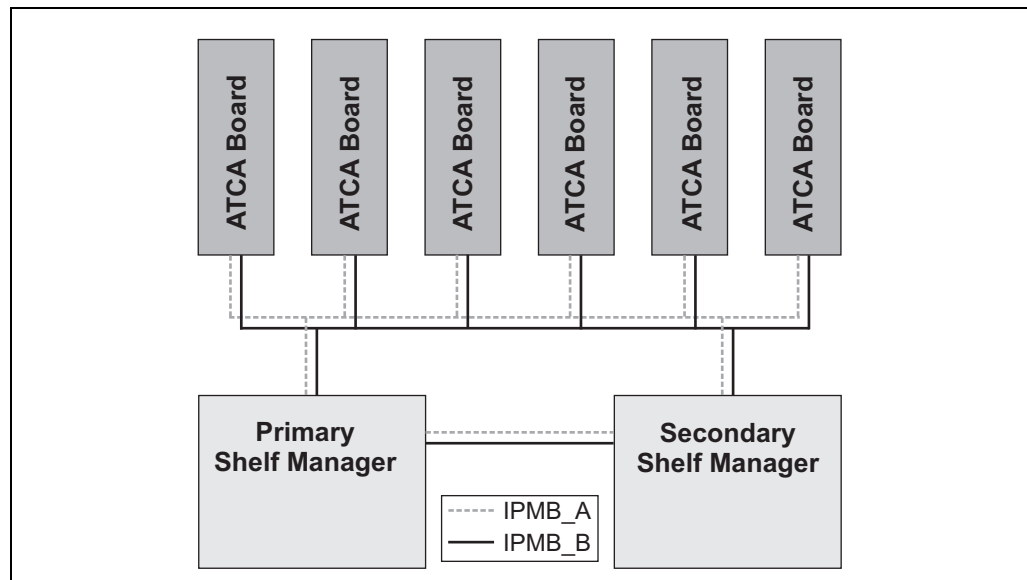 ATCA Board
ATCA Board
ATCA Board
ATCA Board
ATCA Board
ATCA Board
Primary
Shelf Manager
Secondary
Shelf Manager
IPMB_A
IPMB_B